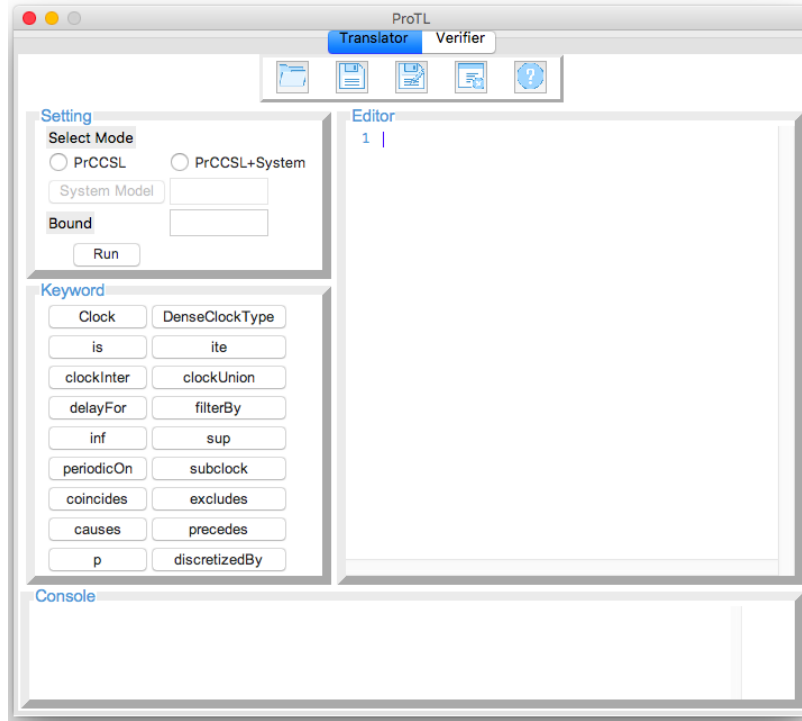 ProTL
Translator Verifier
?
Setting
Select Mode
PrCCSL PrCCSL+System
System Model
Bound
Run
Keyword
Clock DenseClockType
is ite
clockInter clockUnion
delayFor filterBy
inf sup
periodicOn subclock
coincides excludes
causes precedes
p discretizedBy
Editor
1
Console